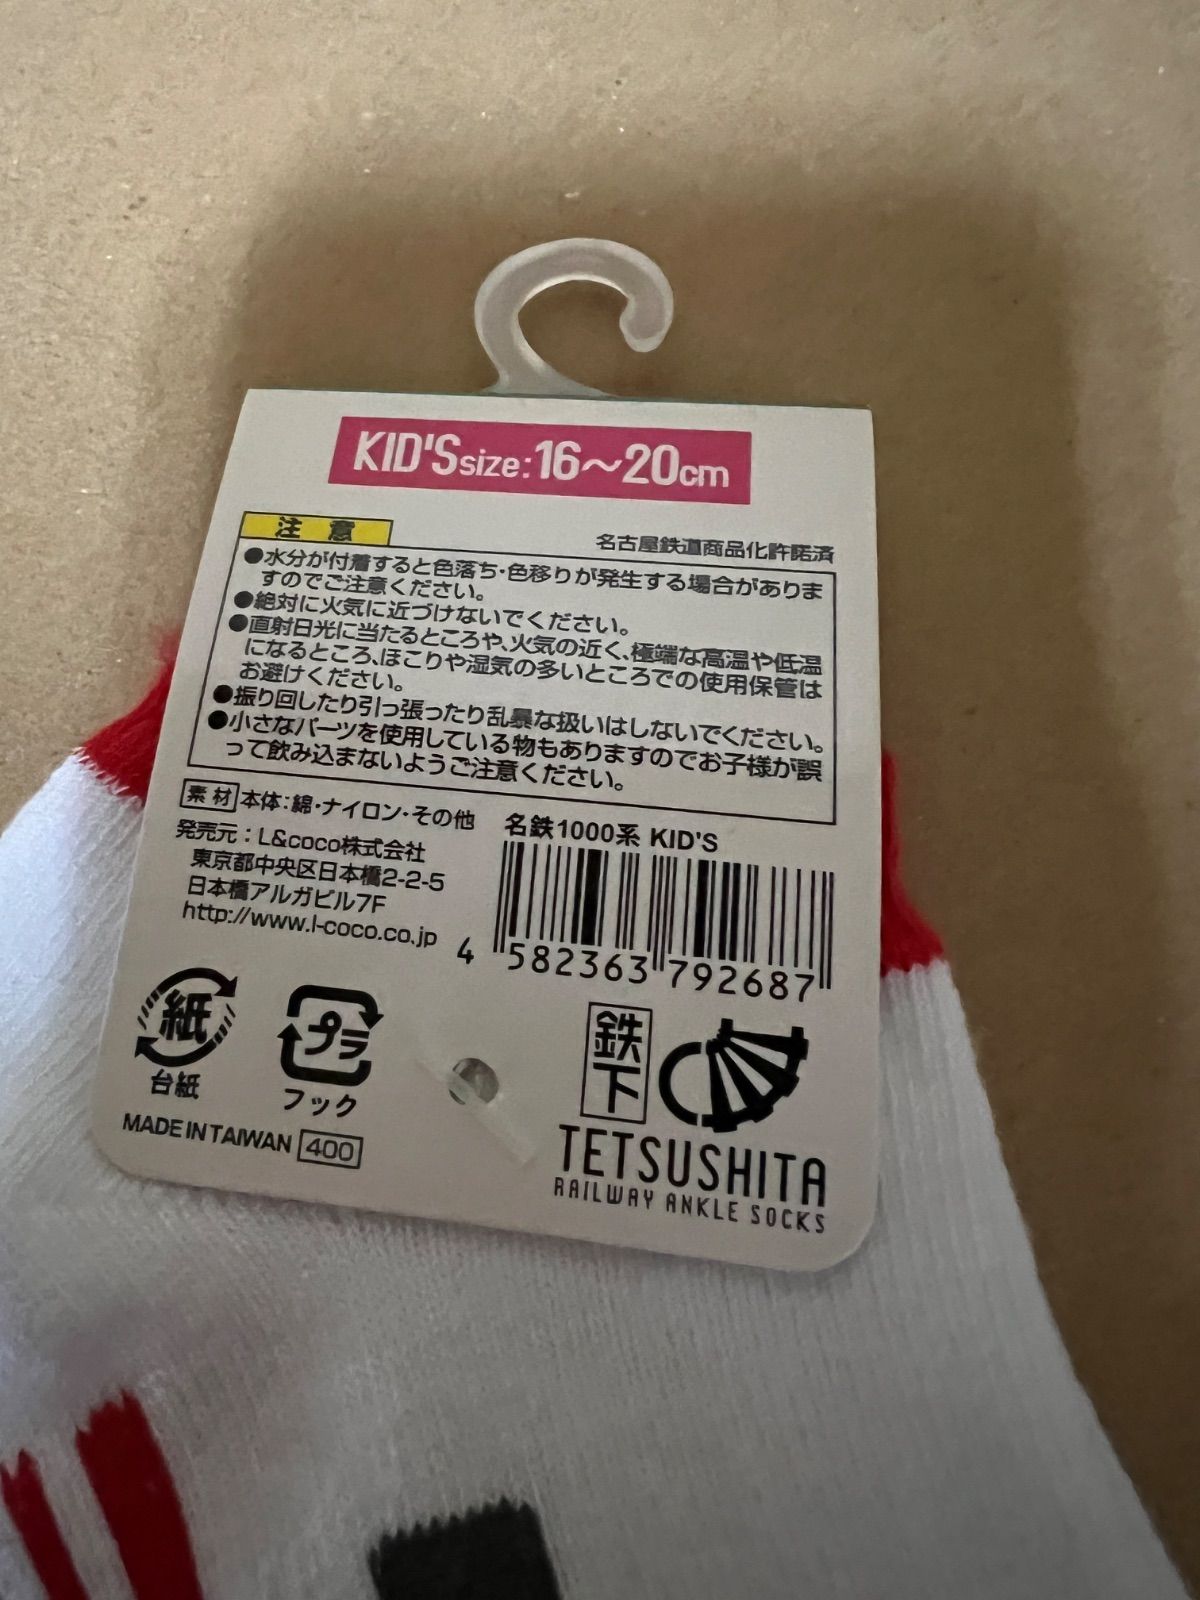 KID'S size:16～20cm
注意
名古屋鉄道商品化許諾済
●水分が付着すると色落ち・色移りが発生する場合がありま
すのでご注意ください。
●絶対に火気に近づけないでください。
●直射日光に当たるところや、火気の近く、極端な高温や低温
になるところ、ほこりや湿気の多いところでの使用保管は
お避けください。
●振り回したり引っ張ったり乱暴な扱いはしないでください。
●小さなパーツを使用している物もありますのでお子様が誤
って飲み込まないようご注意ください。
素材 本体：綿・ナイロン・その他
発売元：L&coco株式会社
東京都中央区日本橋2-2-5
日本橋アルガビル7F
http://www.l-coco.co.jp
名鉄1000系 KID'S
4 582363 792687
紙
台紙
プラ
フック
MADE IN TAIWAN 400
鉄下
TETSUSHITA
RAILWAY ANKLE SOCKS